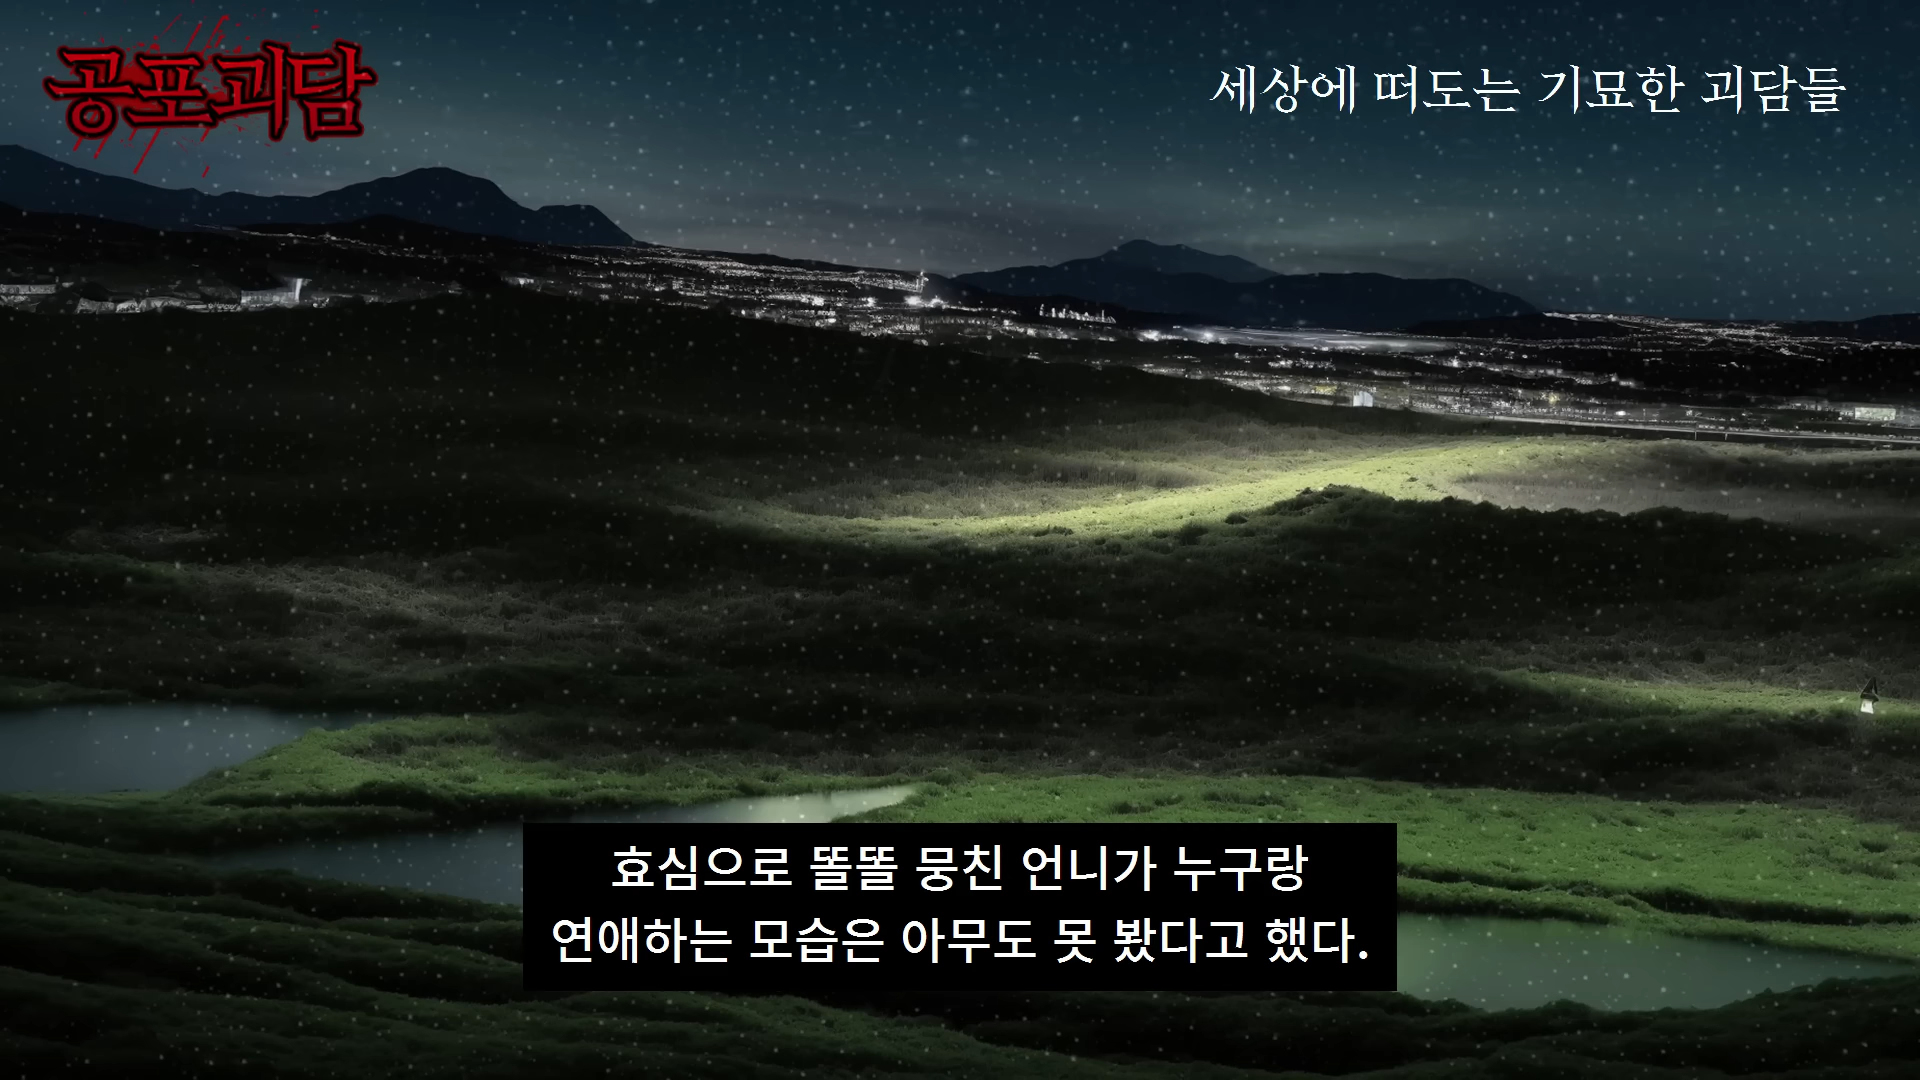 공포괴담
세상에 떠도는 기묘한 괴담들
효심으로 똘똘 뭉친 언니가 누구랑
연애하는 모습은 아무도 못 봤다고 했다.